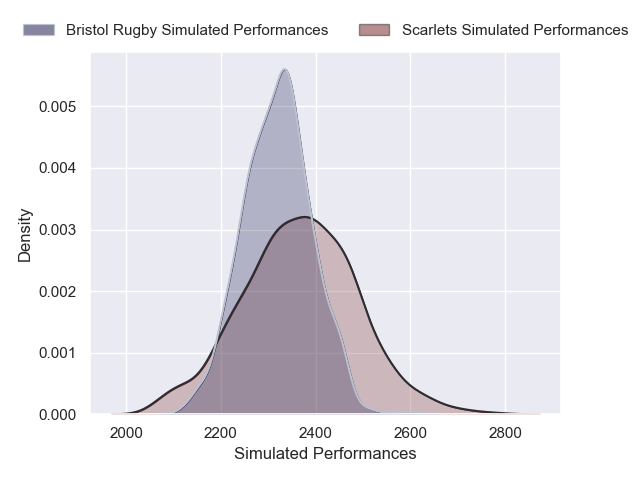 Bristol Rugby Simulated Performances Scarlets Simulated Performances
0.005
0.004
0.003
0.002
0.001
0.000
Density
2000 2200 2400 2600 2800
Simulated Performances